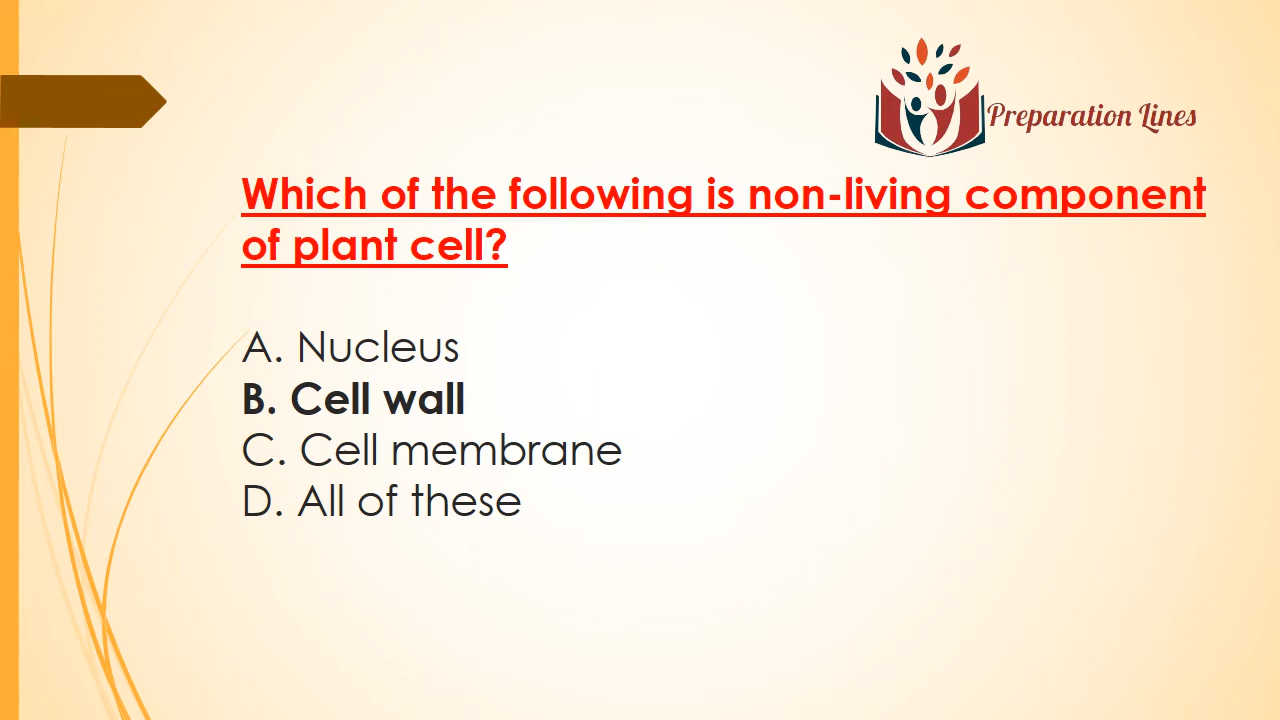 Preparation Lines
Which of the following is non-living component
of plant cell?
A. Nucleus
B. Cell wall
C. Cell membrane
D. All of these